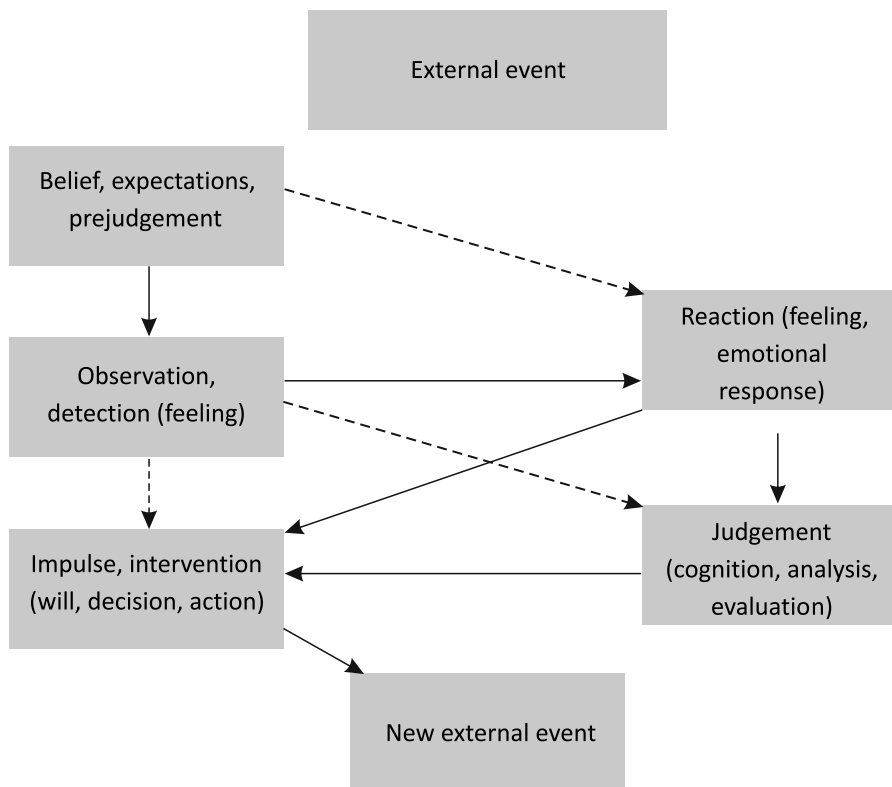 External event
Belief, expectations,
prejudgement
Reaction (feeling,
emotional
response)
Observation,
detection (feeling)
Judgement
(cognition, analysis,
evaluation)
Impulse, intervention
(will, decision, action)
New external event